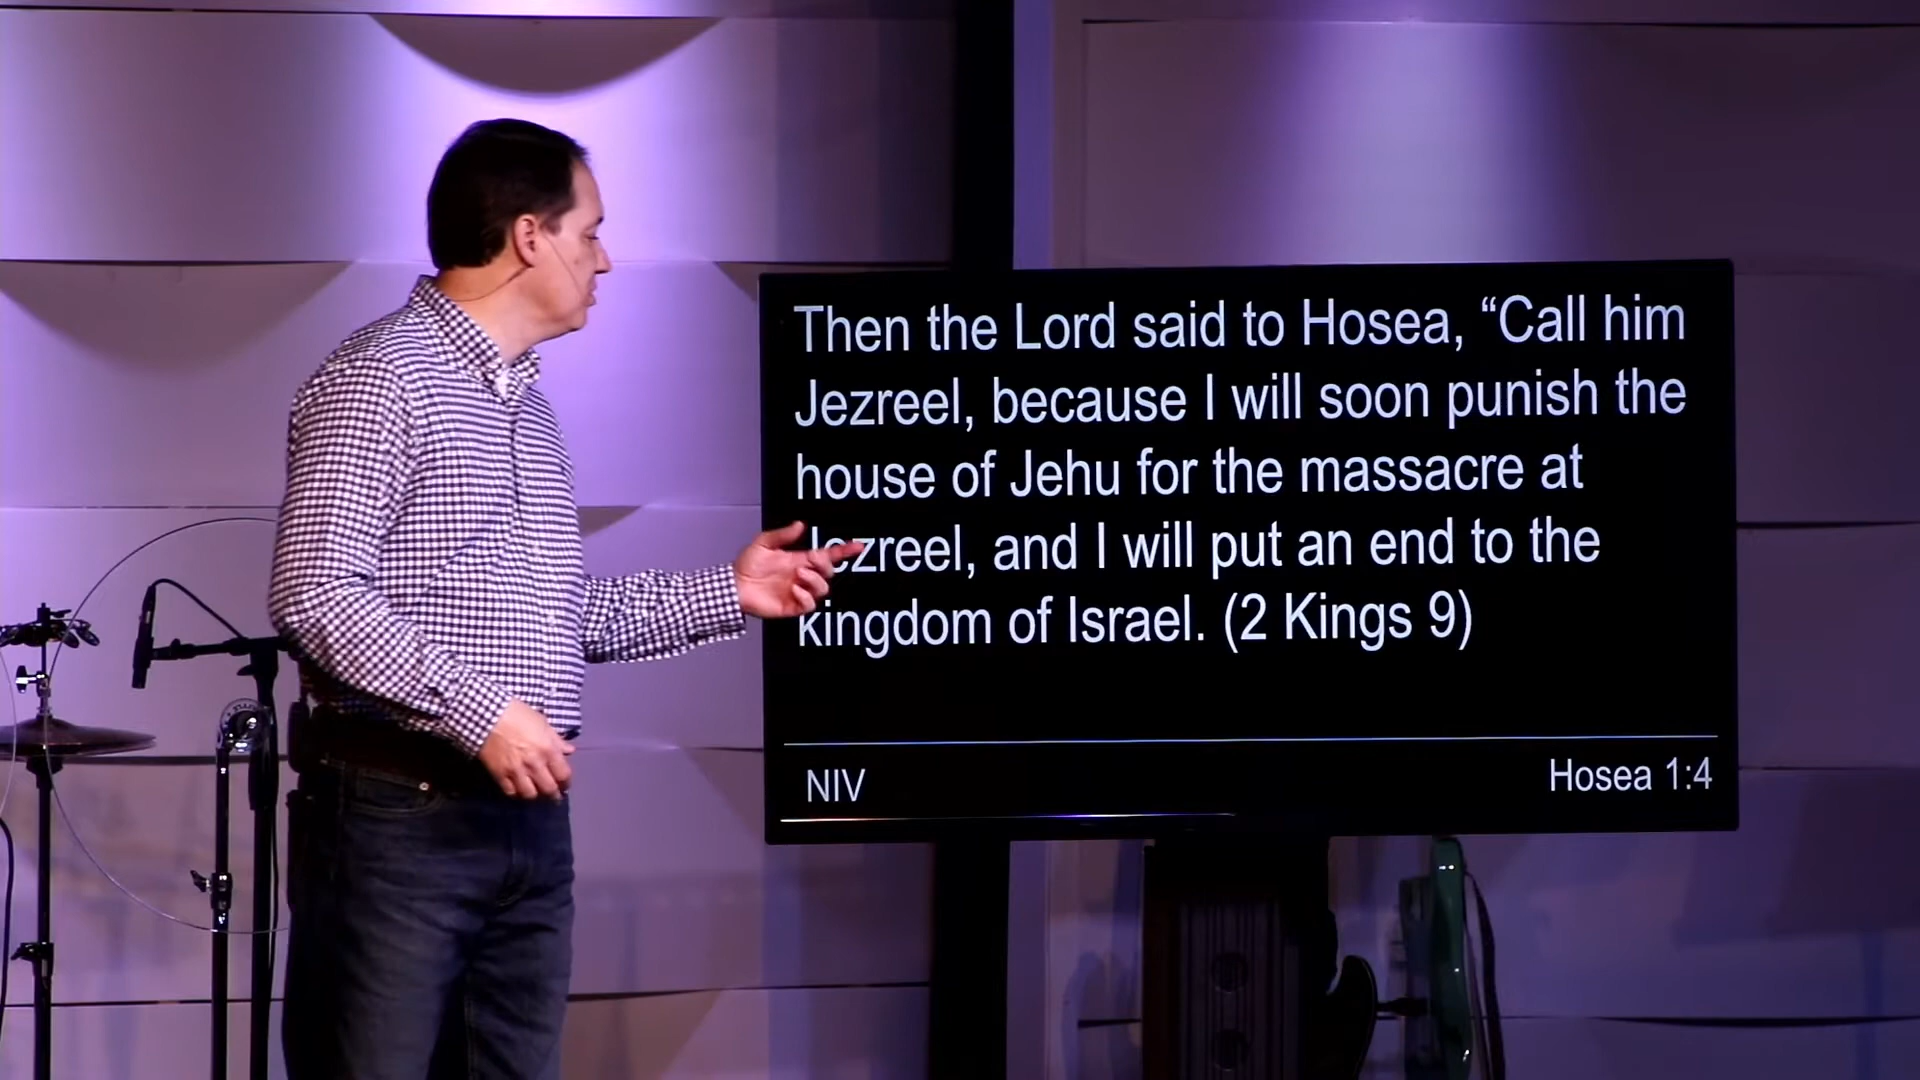 Then the Lord said to Hosea, “Call him
Jezreel, because I will soon punish the
house of Jehu for the massacre at
Jezreel, and I will put an end to the
kingdom of Israel. (2 Kings 9)
NIV
Hosea 1:4